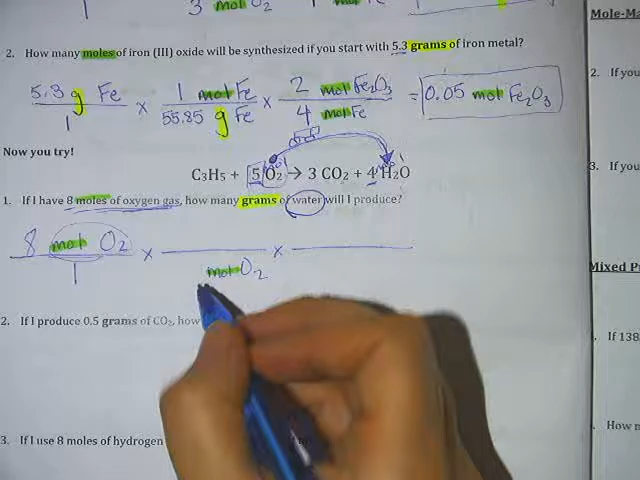 1 3 mol O₂ 1
Mole-Ma
2. How many moles of iron (III) oxide will be synthesized if you start with 5.3 grams of iron metal?
2. If you
5.3 g Fe × 1 mol Fe × 2 mol Fe₂O₃ = 0.05 mol Fe₂O₃
1 55.85 g Fe 4 mol Fe
Now you try!
C3H5 + 5 O₂ → 3 CO₂ + 4 H₂O
3. If you
1. If I have 8 moles of oxygen gas, how many grams of water will I produce?
8 mol O₂ × ×
1 mol O₂
Mixed P
2. If I produce 0.5 grams of CO₂, how
If 138
3. If I use 8 moles of hydrogen
How m